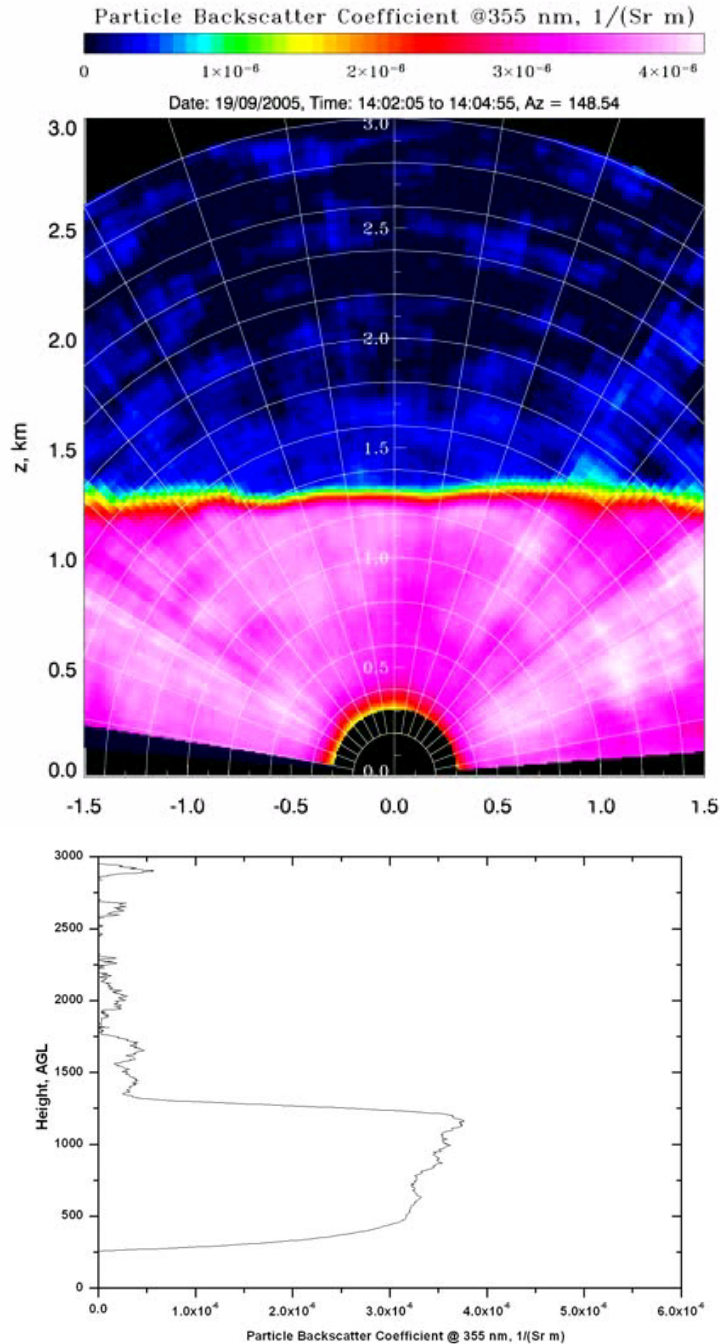 Particle Backscatter Coefficient @355 nm, 1/(Sr m)
0 1×10⁻⁶ 2×10⁻⁶ 3×10⁻⁶ 4×10⁻⁶
Date: 19/09/2005, Time: 14:02:05 to 14:04:55, Az = 148.54
3.0
3.0
2.5
2.5
2.0
2.0
z, km
1.5
1.5
1.0
1.0
0.5
0.5
0.0
0.0
-1.5 -1.0 -0.5 0.0 0.5 1.0 1.5
3000
2500
2000
Height, AGL
1500
1000
500
0
0.0 1.0x10⁻⁶ 2.0x10⁻⁶ 3.0x10⁻⁶ 4.0x10⁻⁶ 5.0x10⁻⁶ 6.0x10⁻⁶
Particle Backscatter Coefficient @ 355 nm, 1/(Sr m)